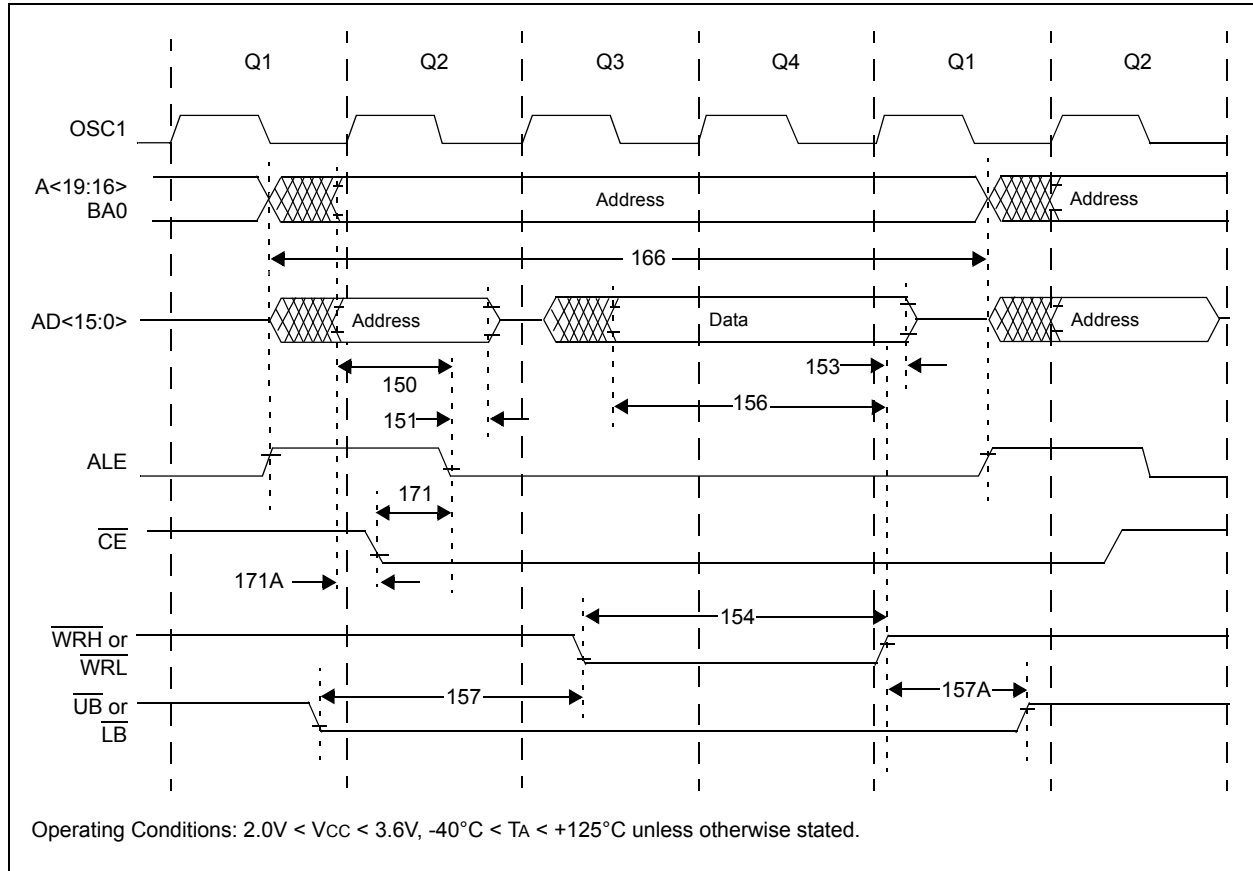 Q1 Q2 Q3 Q4 Q1 Q2
OSC1
A<19:16>
BA0
Address
Address
166
AD<15:0>
Address
Data
Address
150
153
151
156
ALE
171
CE
171A
154
WRH or
WRL
157
157A
UB or
LB
Operating Conditions: 2.0V < VCC < 3.6V, -40°C < TA < +125°C unless otherwise stated.